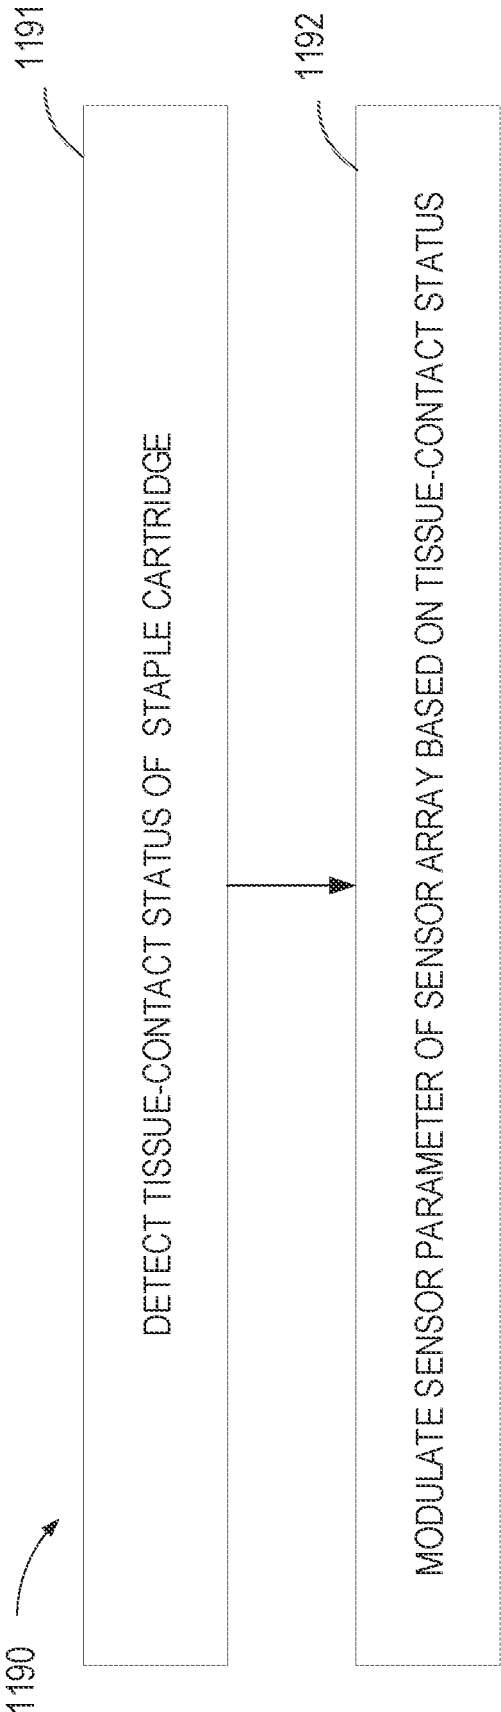 1190
1191
DETECT TISSUE-CONTACT STATUS OF STAPLE CARTRIDGE
1192
MODULATE SENSOR PARAMETER OF SENSOR ARRAY BASED ON TISSUE-CONTACT STATUS